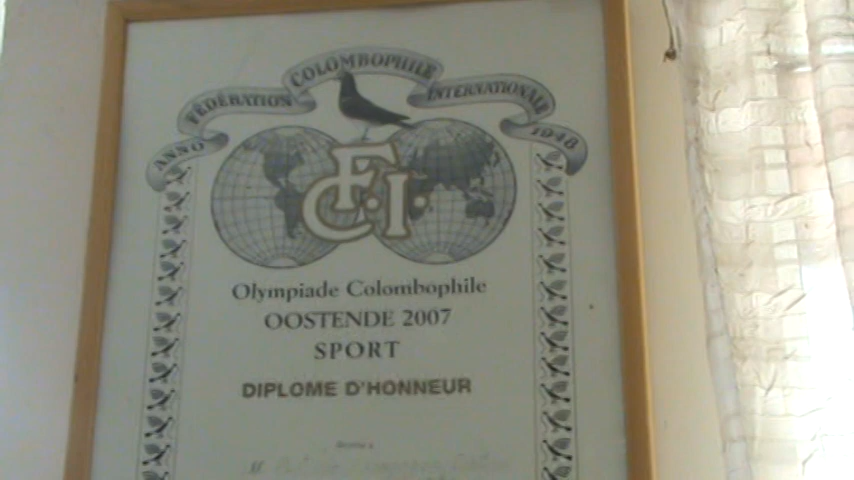 ANNO FÉDÉRATION COLOMBOPHILE INTERNATIONALE 1948
F.C.I.
Olympiade Colombophile
OOSTENDE 2007
SPORT
DIPLOME D'HONNEUR